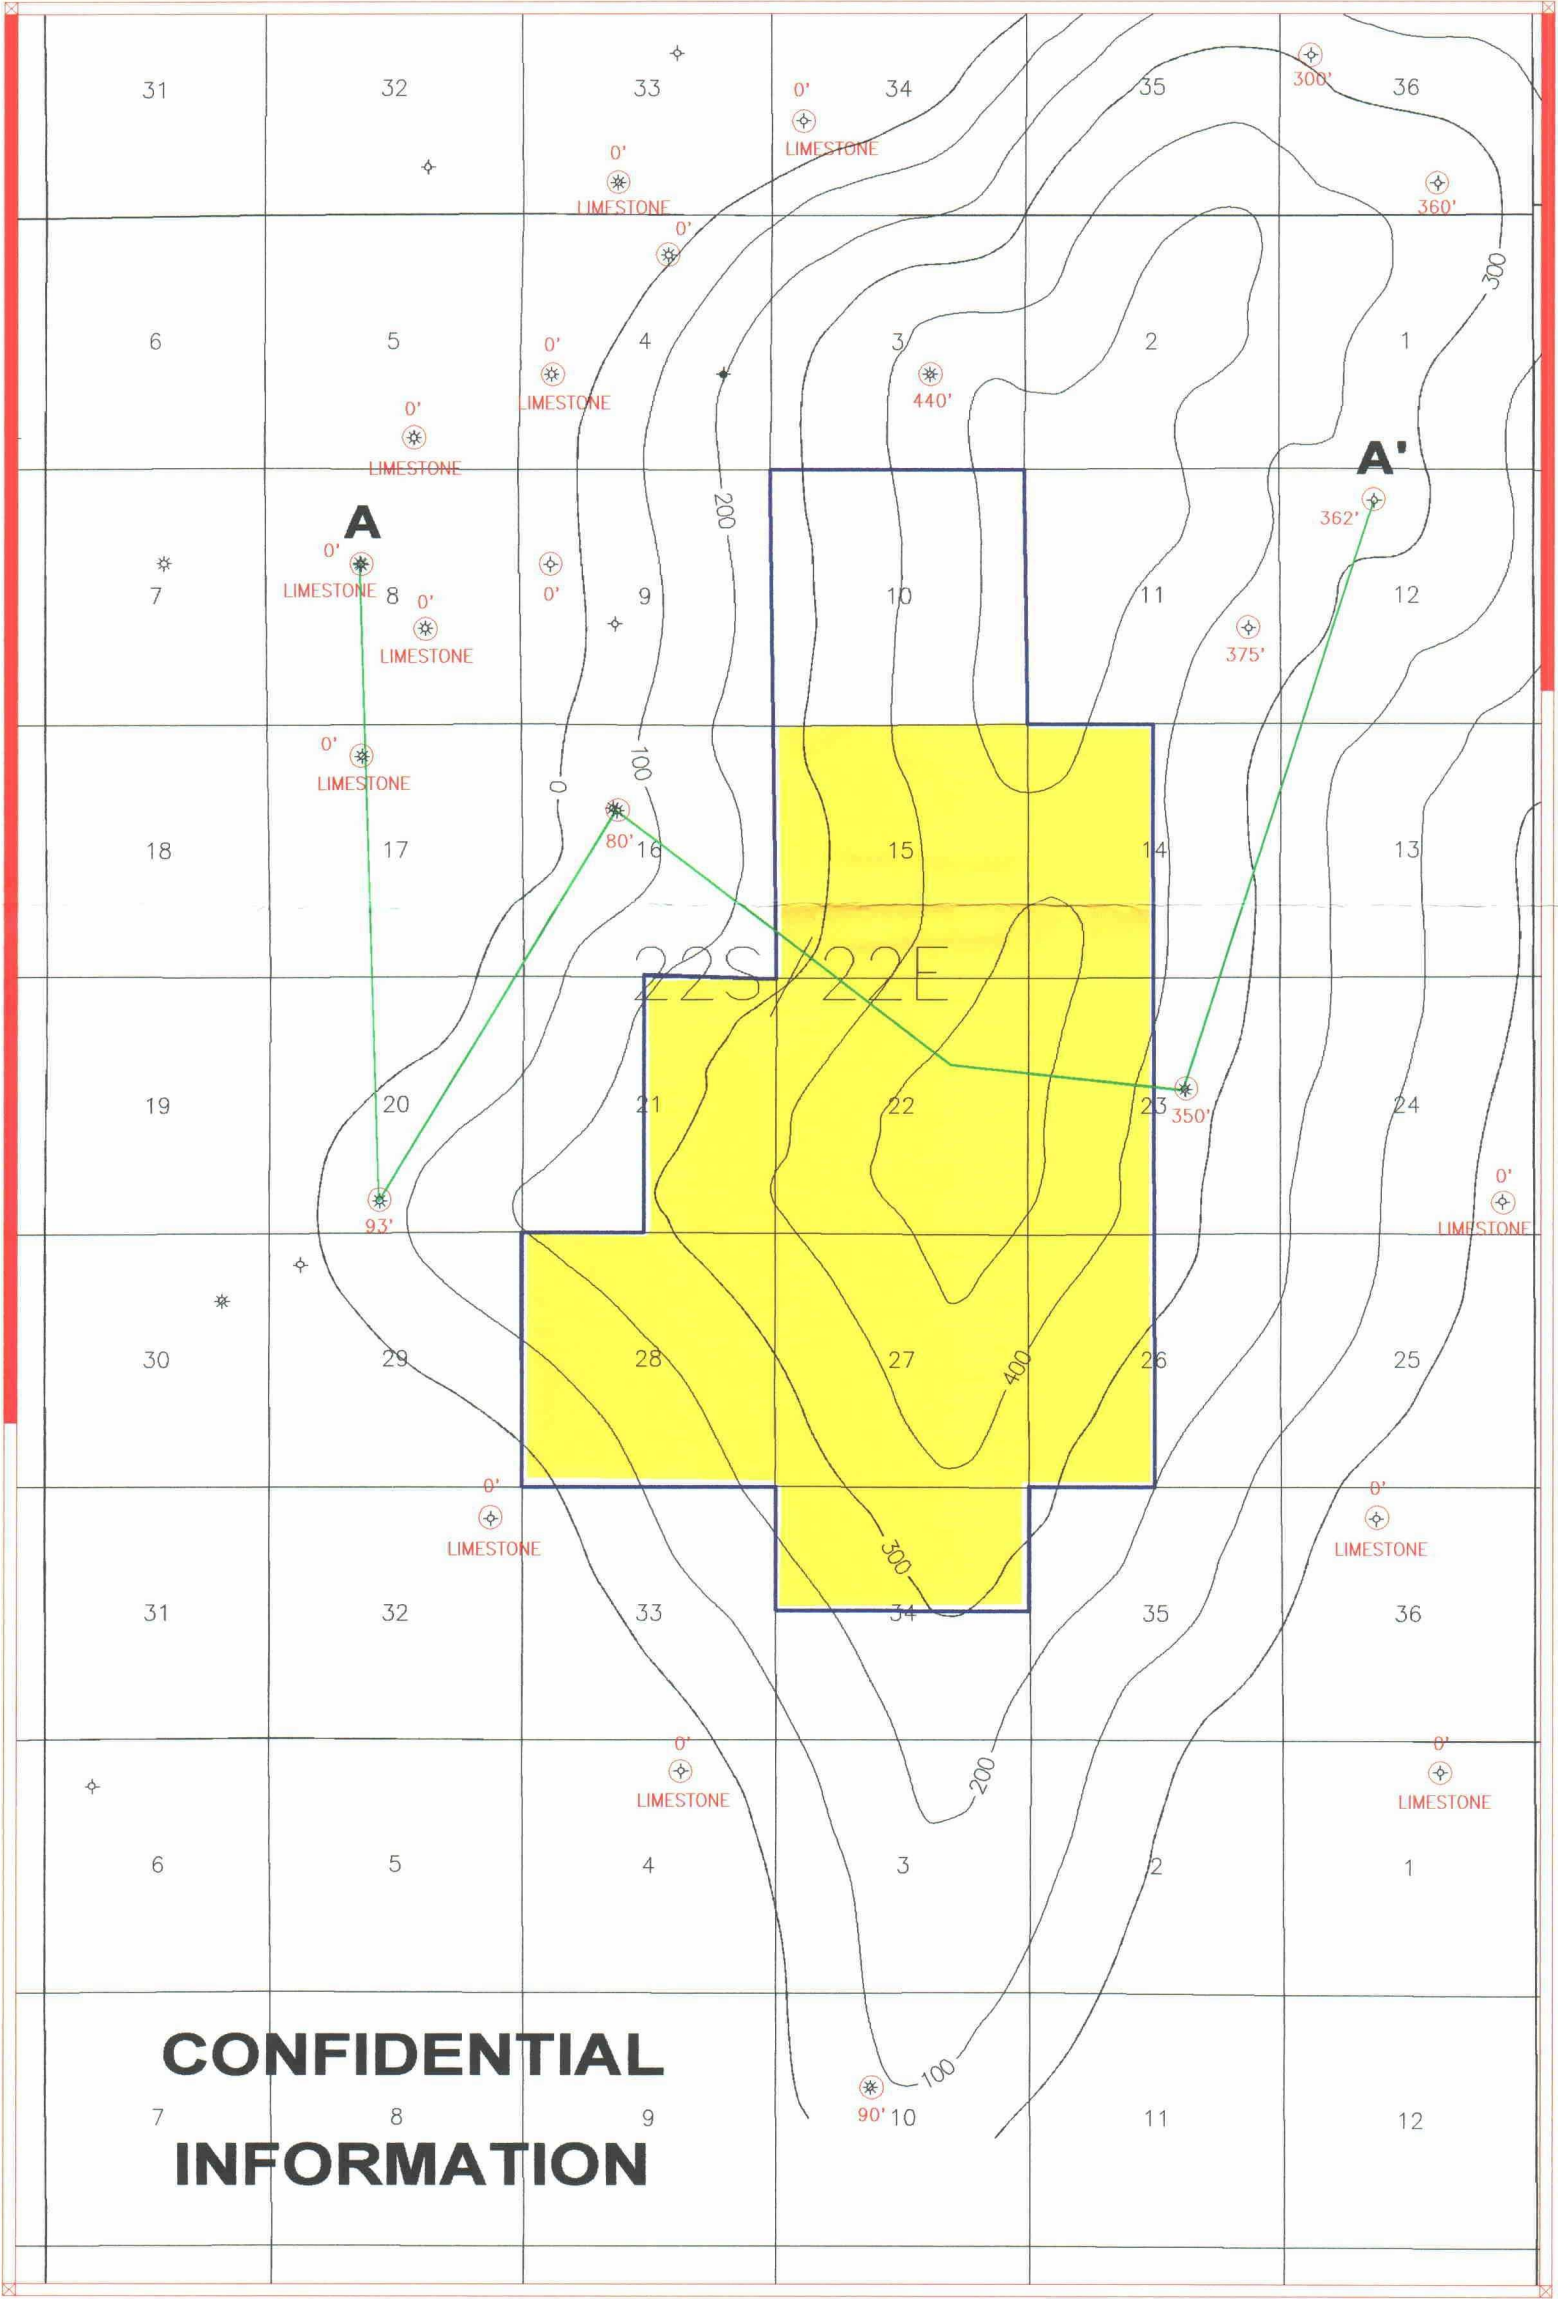 31 32 33 34 35 36
0'
LIMESTONE
300'
0'
LIMESTONE
360'
0'
300
6 5 4 3 2 1
0'
LIMESTONE
440'
0'
LIMESTONE
A'
362'
200
A
0'
LIMESTONE
0'
7 8 9 10 11 12
0'
LIMESTONE
375'
0'
LIMESTONE
100
0
80'
18 17 16 15 14 13
22S/22E
19 20 21 22 23 24
350'
0'
LIMESTONE
93'
30 29 28 27 26 25
400
0'
LIMESTONE
0'
LIMESTONE
300
31 32 33 34 35 36
0'
LIMESTONE
200
0'
LIMESTONE
6 5 4 3 2 1
CONFIDENTIAL
100
90'
7 8 9 10 11 12
INFORMATION